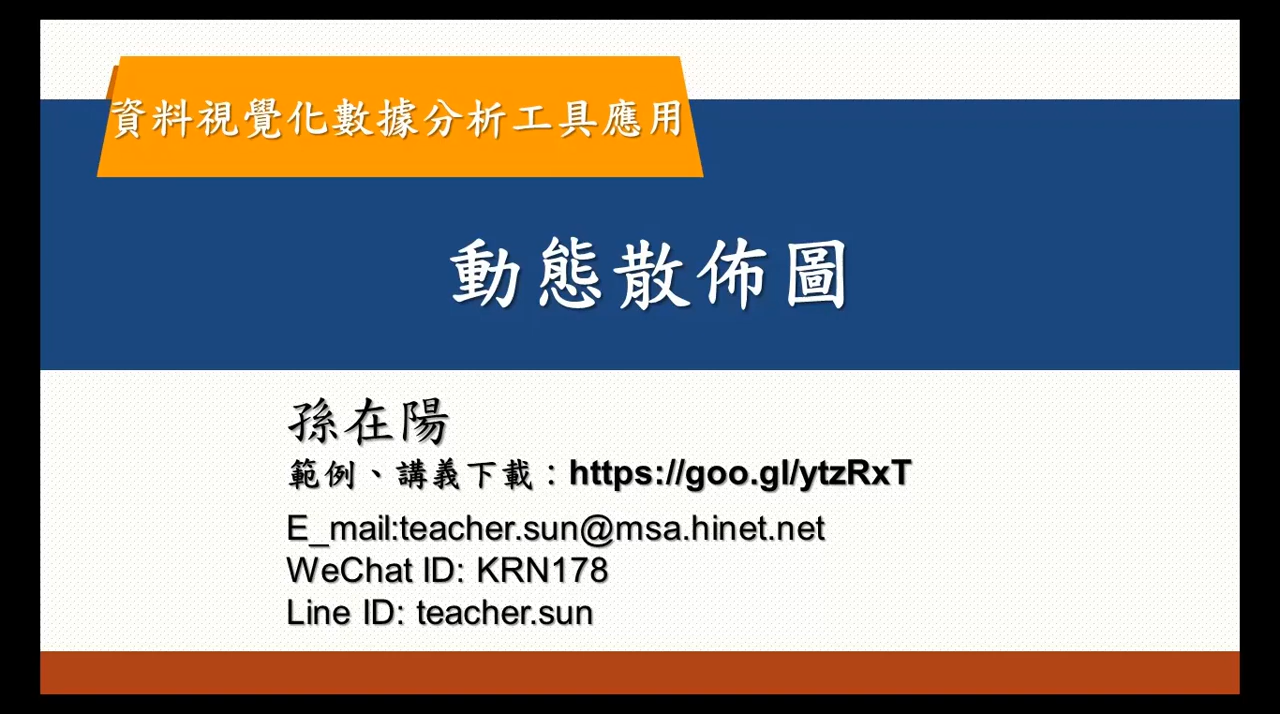 資料視覺化數據分析工具應用
動態散佈圖
孫在陽
範例、講義下載：https://goo.gl/ytzRxT
E_mail:teacher.sun@msa.hinet.net
WeChat ID: KRN178
Line ID: teacher.sun